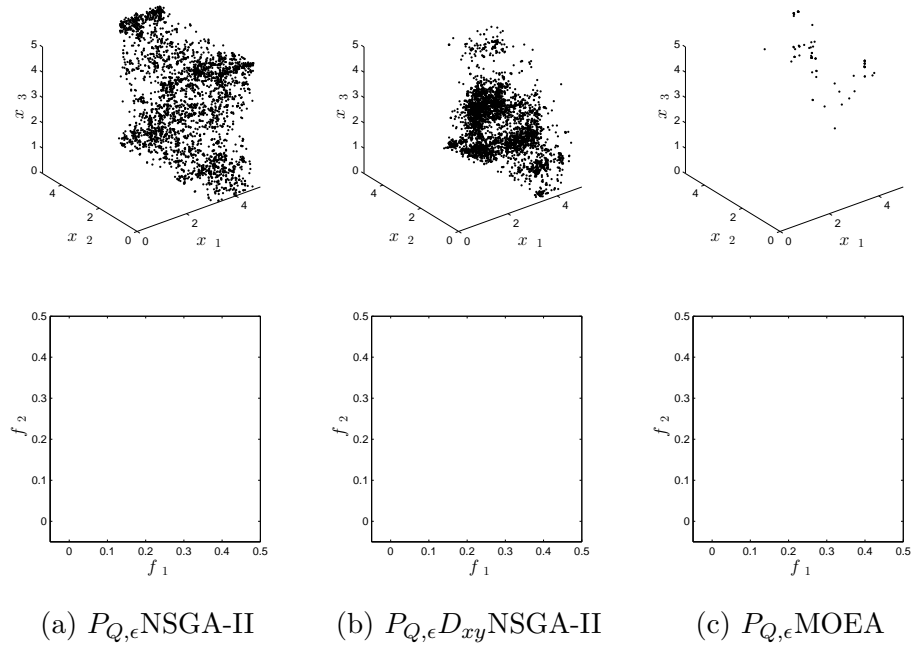 5 5 5
4 4 4
3 3 3
2 2 2
1 1 1
0 0 0
x 3 x 3 x 3
4 4 4
2 2 2
0 0 0
0 0 0
2 2 2
4 4 4
x 2 x 1 x 2 x 1 x 2 x 1
0.5 0.5 0.5
0.4 0.4 0.4
0.3 0.3 0.3
f 2 f 2 f 2
0.2 0.2 0.2
0.1 0.1 0.1
0 0 0
0 0.1 0.2 0.3 0.4 0.5 0 0.1 0.2 0.3 0.4 0.5 0 0.1 0.2 0.3 0.4 0.5
f 1 f 1 f 1
(a) P_{Q,ϵ}NSGA-II (b) P_{Q,ϵ}D_{xy}NSGA-II (c) P_{Q,ϵ}MOEA